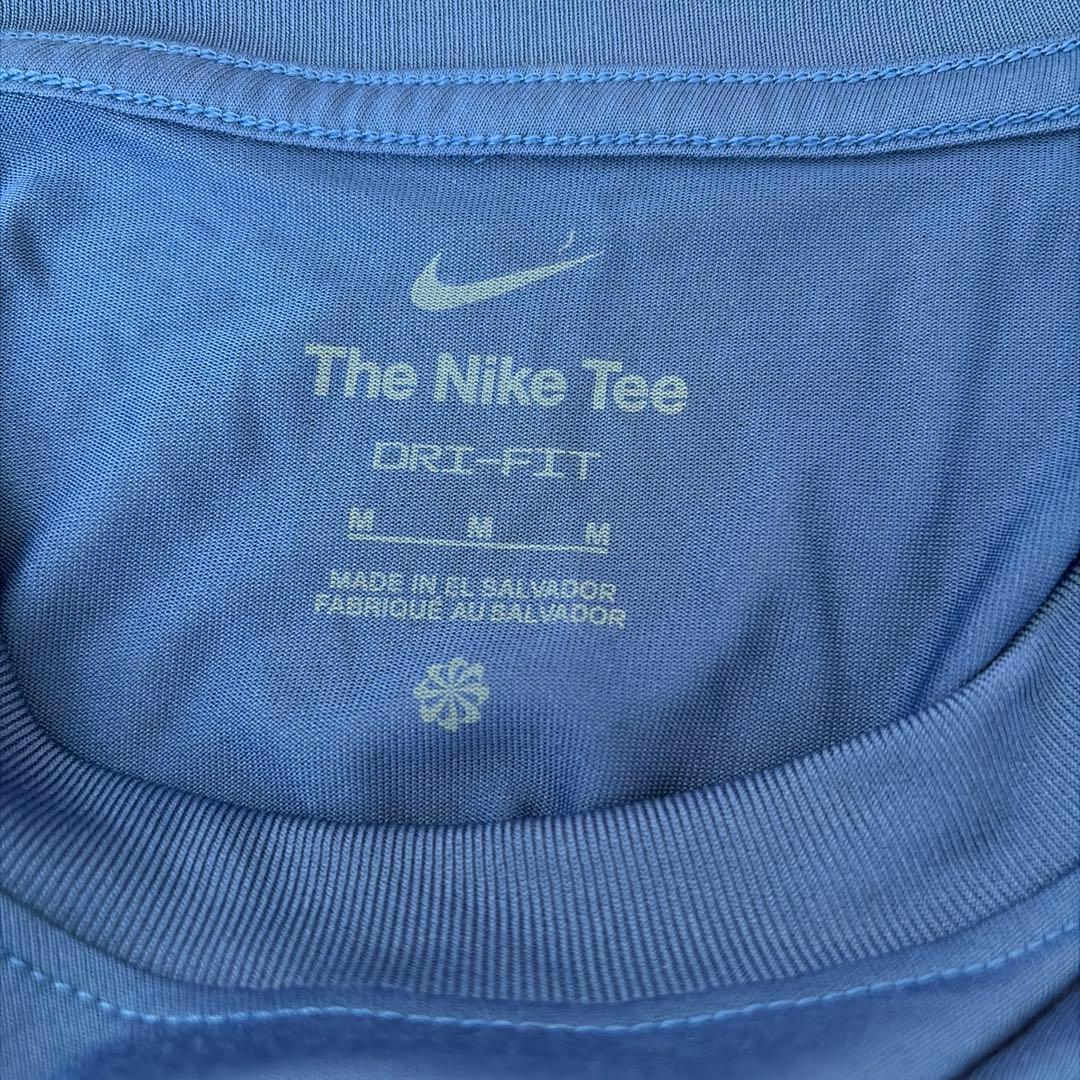 The Nike Tee
DRI-FIT
M M M
MADE IN EL SALVADOR
FABRIQUÉ AU SALVADOR